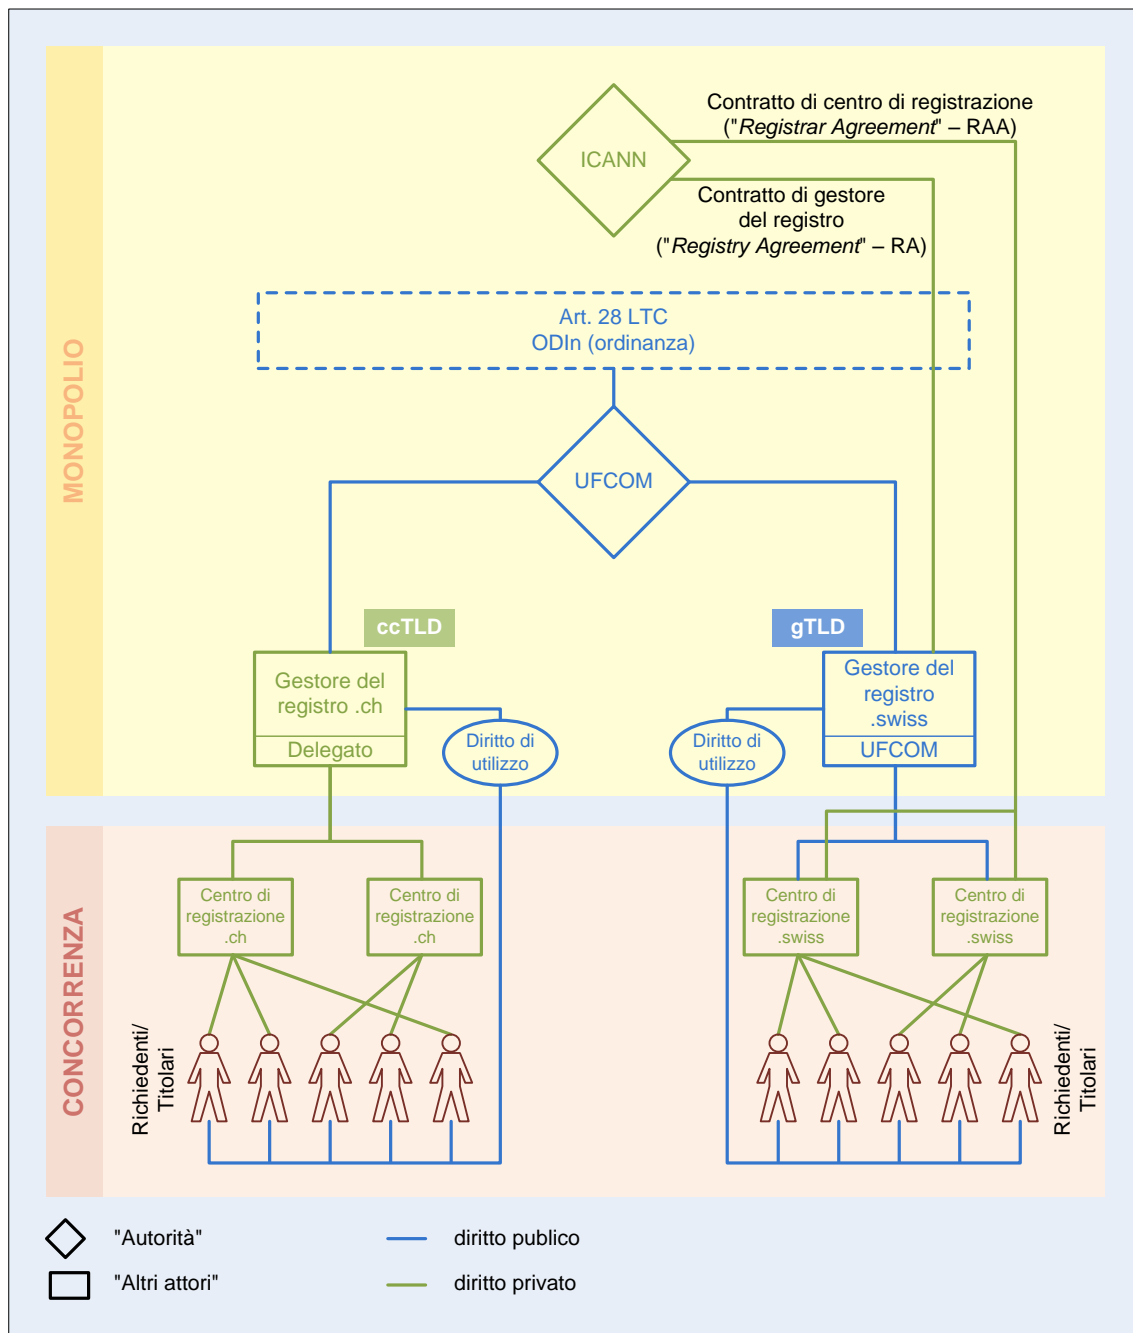 MONOPOLIO
Contratto di centro di registrazione
("Registrar Agreement" – RAA)
ICANN
Contratto di gestore
del registro
("Registry Agreement" – RA)
Art. 28 LTC
ODIn (ordinanza)
UFCOM
ccTLD
gTLD
Gestore del
registro .ch
Delegato
Diritto di
utilizzo
Diritto di
utilizzo
Gestore del
registro
.swiss
UFCOM
CONCORRENZA
Centro di
registrazione
.ch
Centro di
registrazione
.ch
Centro di
registrazione
.swiss
Centro di
registrazione
.swiss
Richiedenti/
Titolari
Richiedenti/
Titolari
"Autorità"
diritto publico
"Altri attori"
diritto privato